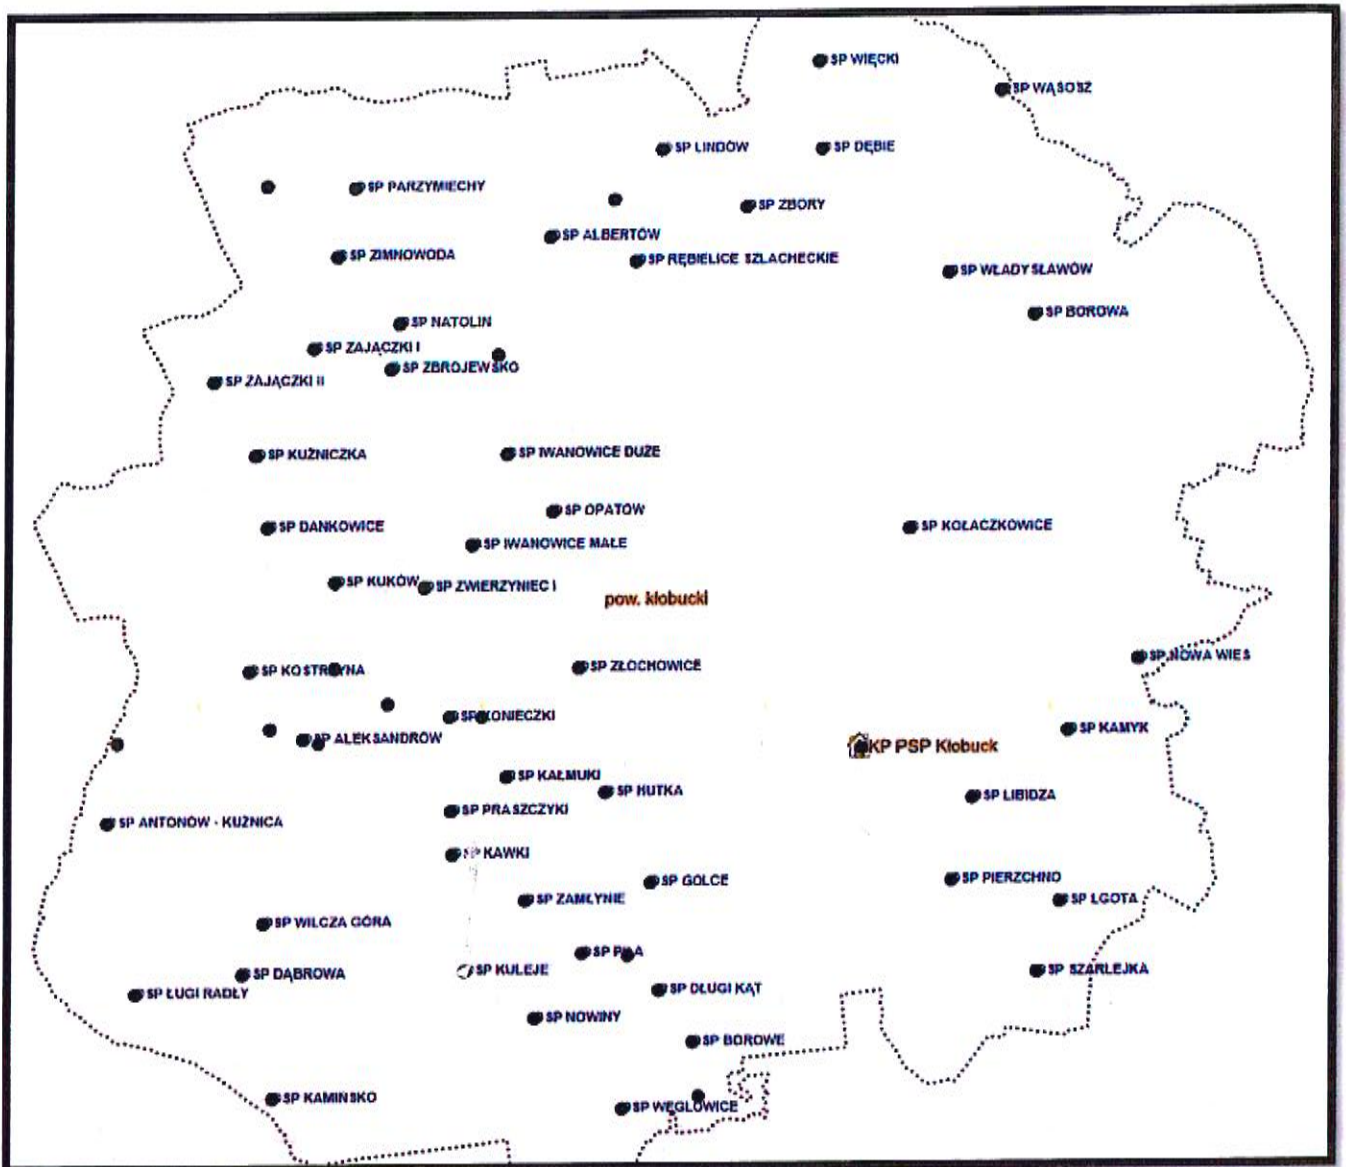 SP WIĘCKI
SP WĄSOSZ
SP LINDÓW
SP DĘBIE
SP PARZYMIECHY
SP ZBORY
SP ALBERTÓW
SP ZIMNOWODA
SP RĘBIELICE SZLACHECKIE
SP WŁADYSŁAWÓW
SP BOROWA
SP NATOLIN
SP ZAJĄCZKI I
SP ZBROJEWSKO
SP ZAJĄCZKI II
SP KUŹNICZKA
SP IWANOWICE DUŻE
SP OPATÓW
SP DANKOWICE
SP KOŁACZKOWICE
SP IWANOWICE MAŁE
SP KUKÓW
SP ZWIERZYNIEC I
pow. kłobucki
SP NOWA WIEŚ
SP KOSTRZYNA
SP ZŁOCHOWICE
SP KONIECZKI
SP KAMYK
SP ALEKSANDRÓW
KP PSP Kłobuck
SP KAŁMUKI
SP HUTKA
SP LIBIDZA
SP PRASZCZYKI
SP ANTONÓW - KUŹNICA
SP KAWKI
SP GOLCE
SP PIERZCHNO
SP ZAMŁYNIE
SP LGOTA
SP WILCZA GÓRA
SP PIŁA
SP KULEJE
SP SZARLEJKA
SP DĄBROWA
SP ŁUGI RADŁY
SP DŁUGI KĄT
SP NOWINY
SP BOROWE
SP KAMIŃSKO
SP WĘGLOWICE